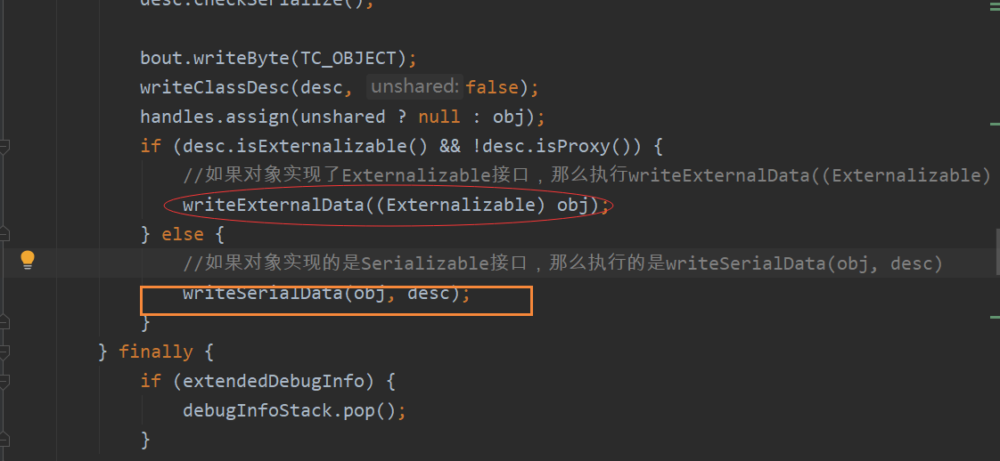 desc.checkSerialize();
bout.writeByte(TC_OBJECT);
writeClassDesc(desc, unshared: false);
handles.assign(unshared ? null : obj);
if (desc.isExternalizable() && !desc.isProxy()) {
//如果对象实现了Externalizable接口，那么执行writeExternalData((Externalizable)
writeExternalData((Externalizable) obj);
} else {
//如果对象实现的是Serializable接口，那么执行的是writeSerialData(obj, desc)
writeSerialData(obj, desc);
}
} finally {
if (extendedDebugInfo) {
debugInfoStack.pop();
}